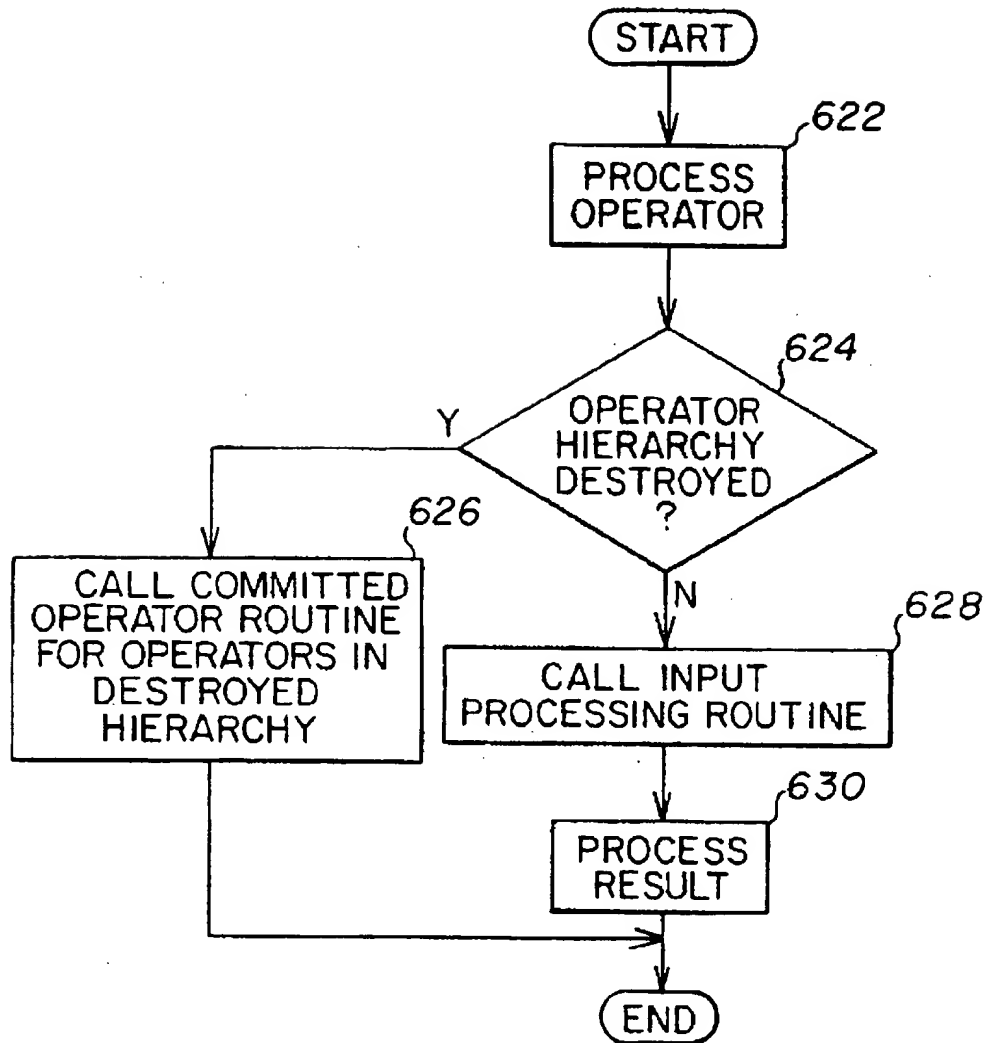 START
622
PROCESS
OPERATOR
624
OPERATOR
HIERARCHY
DESTROYED
?
Y
N
626
CALL COMMITTED
OPERATOR ROUTINE
FOR OPERATORS IN
DESTROYED
HIERARCHY
628
CALL INPUT
PROCESSING ROUTINE
630
PROCESS
RESULT
END